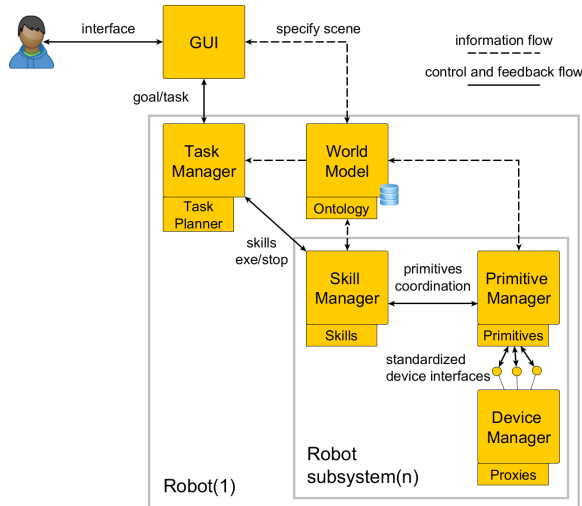 interface
GUI
specify scene
information flow
control and feedback flow
goal/task
Task
Manager
Task
Planner
World
Model
Ontology
skills
exe/stop
Skill
Manager
Skills
primitives
coordination
Primitive
Manager
Primitives
standardized
device interfaces
Device
Manager
Proxies
Robot
subsystem(n)
Robot(1)